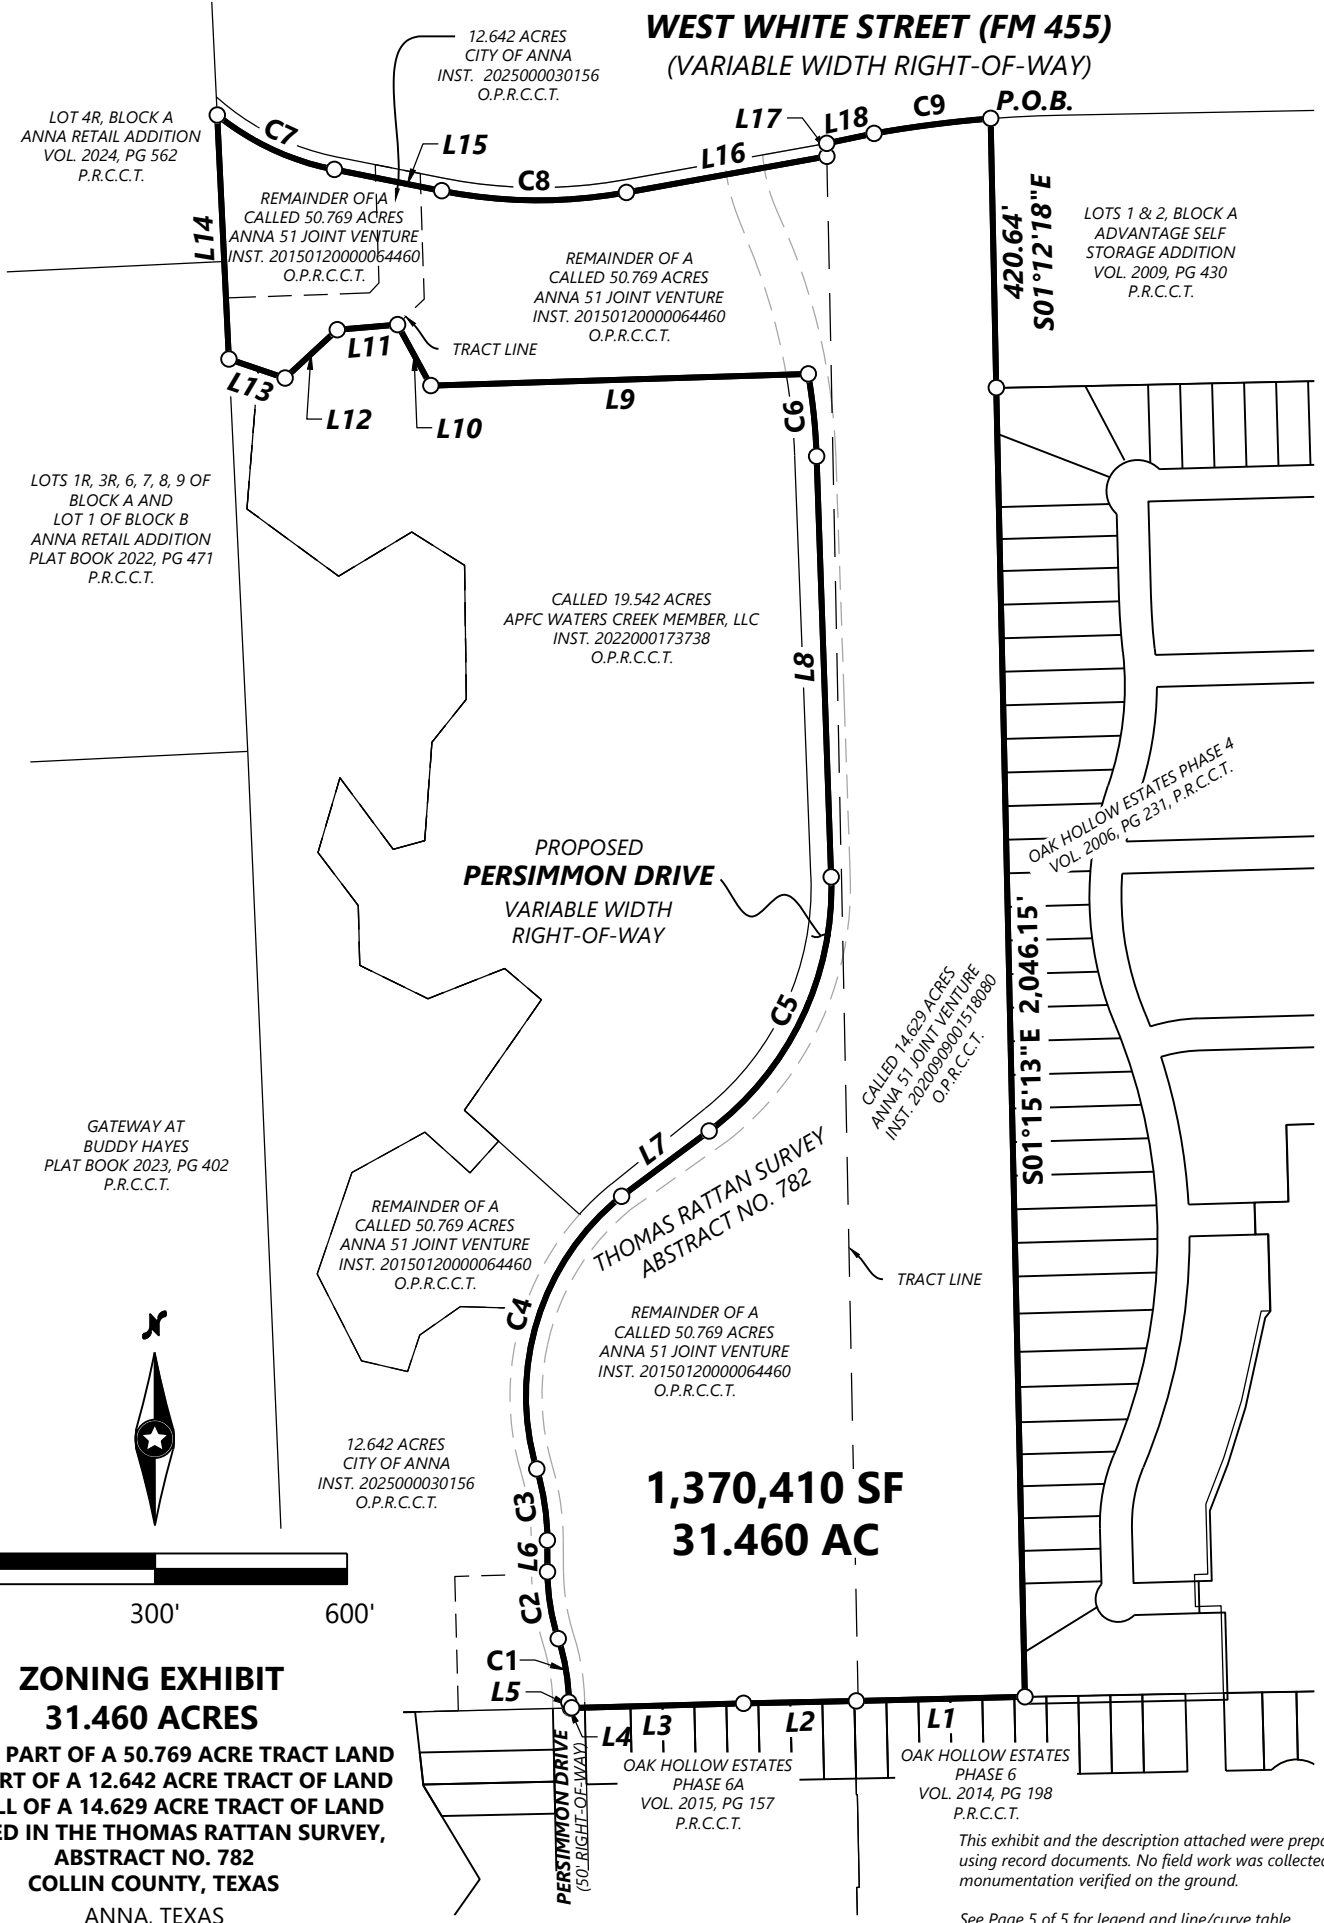 WEST WHITE STREET (FM 455)
(VARIABLE WIDTH RIGHT-OF-WAY)
12.642 ACRES
CITY OF ANNA
INST. 2025000030156
O.P.R.C.C.T.
LOT 4R, BLOCK A
ANNA RETAIL ADDITION
VOL. 2024, PG 562
P.R.C.C.T.
C7
L15
C8
L16
L17
L18
C9
P.O.B.
L14
REMAINDER OF A
CALLED 50.769 ACRES
ANNA 51 JOINT VENTURE
INST. 20150120000064460
O.P.R.C.C.T.
REMAINDER OF A
CALLED 50.769 ACRES
ANNA 51 JOINT VENTURE
INST. 20150120000064460
O.P.R.C.C.T.
420.64'
S01°12'18"E
LOTS 1 & 2, BLOCK A
ADVANTAGE SELF
STORAGE ADDITION
VOL. 2009, PG 430
P.R.C.C.T.
L11
TRACT LINE
L13
L12
L10
L9
C6
LOTS 1R, 3R, 6, 7, 8, 9 OF
BLOCK A AND
LOT 1 OF BLOCK B
ANNA RETAIL ADDITION
PLAT BOOK 2022, PG 471
P.R.C.C.T.
CALLED 19.542 ACRES
APFC WATERS CREEK MEMBER, LLC
INST. 2022000173738
O.P.R.C.C.T.
L8
OAK HOLLOW ESTATES PHASE 4
VOL. 2006, PG 231, P.R.C.C.T.
PROPOSED
PERSIMMON DRIVE
VARIABLE WIDTH
RIGHT-OF-WAY
S01°15'13"E 2,046.15'
CALLED 14.629 ACRES
ANNA 51 JOINT VENTURE
INST. 20200909001518080
O.P.R.C.C.T.
C5
GATEWAY AT
BUDDY HAYES
PLAT BOOK 2023, PG 402
P.R.C.C.T.
L7
THOMAS RATTAN SURVEY
ABSTRACT NO. 782
REMAINDER OF A
CALLED 50.769 ACRES
ANNA 51 JOINT VENTURE
INST. 20150120000064460
O.P.R.C.C.T.
TRACT LINE
C4
REMAINDER OF A
CALLED 50.769 ACRES
ANNA 51 JOINT VENTURE
INST. 20150120000064460
O.P.R.C.C.T.
N
12.642 ACRES
CITY OF ANNA
INST. 2025000030156
O.P.R.C.C.T.
1,370,410 SF
31.460 AC
C3
L6
C2
300'
600'
C1
L5
L4
L3
L2
L1
ZONING EXHIBIT
31.460 ACRES
PART OF A 50.769 ACRE TRACT LAND
RT OF A 12.642 ACRE TRACT OF LAND
LL OF A 14.629 ACRE TRACT OF LAND
ED IN THE THOMAS RATTAN SURVEY,
ABSTRACT NO. 782
COLLIN COUNTY, TEXAS
ANNA, TEXAS
PERSIMMON DRIVE
(50' RIGHT-OF-WAY)
OAK HOLLOW ESTATES
PHASE 6A
VOL. 2015, PG 157
P.R.C.C.T.
OAK HOLLOW ESTATES
PHASE 6
VOL. 2014, PG 198
P.R.C.C.T.
This exhibit and the description attached were prepa
using record documents. No field work was collected
monumentation verified on the ground.
See Page 5 of 5 for legend and line/curve table